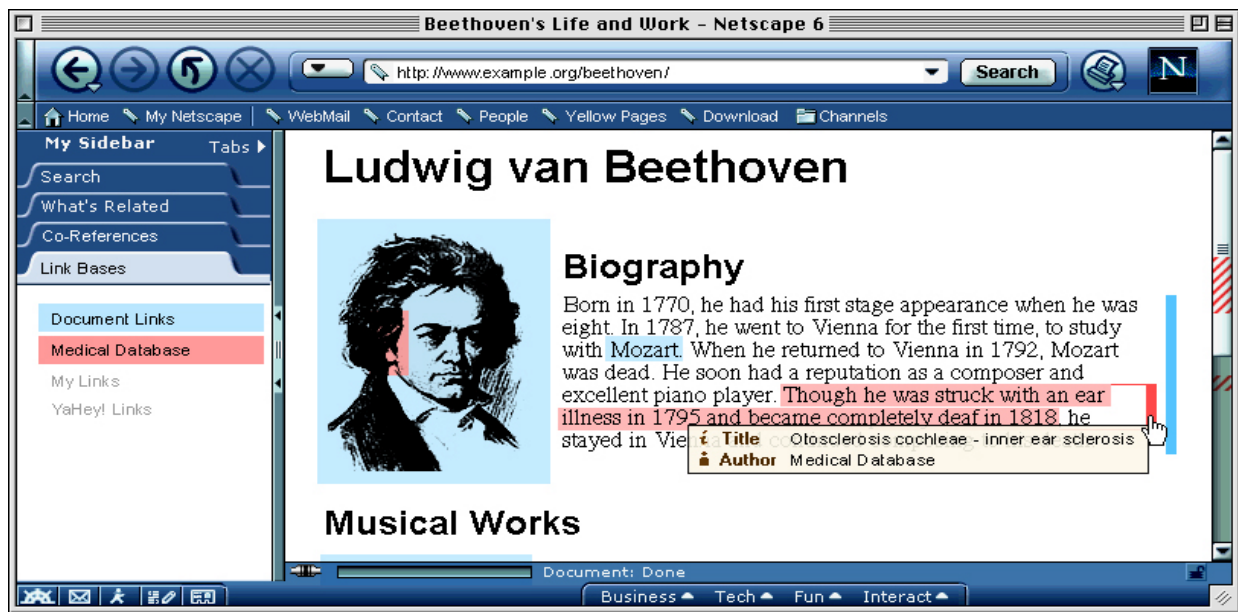 Beethoven's Life and Work - Netscape 6
http://www.example.org/beethoven/
Search
N
Home My Netscape WebMail Contact People Yellow Pages Download Channels
My Sidebar Tabs
Search
What's Related
Co-References
Link Bases
Document Links
Medical Database
My Links
YaHey! Links
Ludwig van Beethoven
Biography
Born in 1770, he had his first stage appearance when he was
eight. In 1787, he went to Vienna for the first time, to study
with Mozart. When he returned to Vienna in 1792, Mozart
was dead. He soon had a reputation as a composer and
excellent piano player. Though he was struck with an ear
illness in 1795 and became completely deaf in 1818, he
stayed in
Title Otosclerosis cochleae - inner ear sclerosis
Author Medical Database
Musical Works
Document: Done
Business Tech Fun Interact